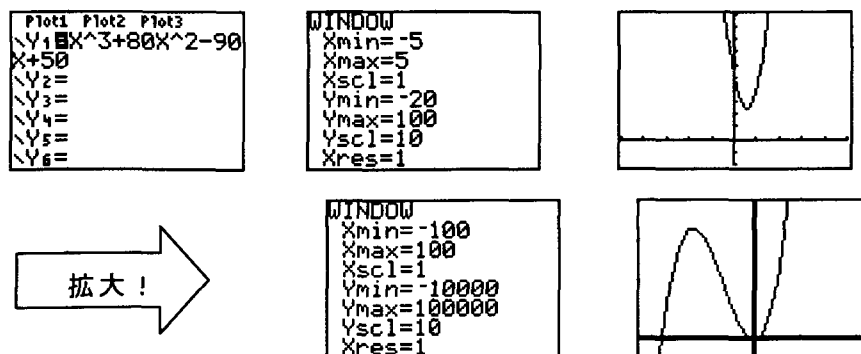 Plot1 Plot2 Plot3
\Y1=X^3+80X^2-90
X+50
\Y2=
\Y3=
\Y4=
\Y5=
\Y6=
WINDOW
Xmin=-5
Xmax=5
Xscl=1
Ymin=-20
Ymax=100
Yscl=10
Xres=1
拡大！
WINDOW
Xmin=-100
Xmax=100
Xscl=1
Ymin=-10000
Ymax=100000
Yscl=10
Xres=1